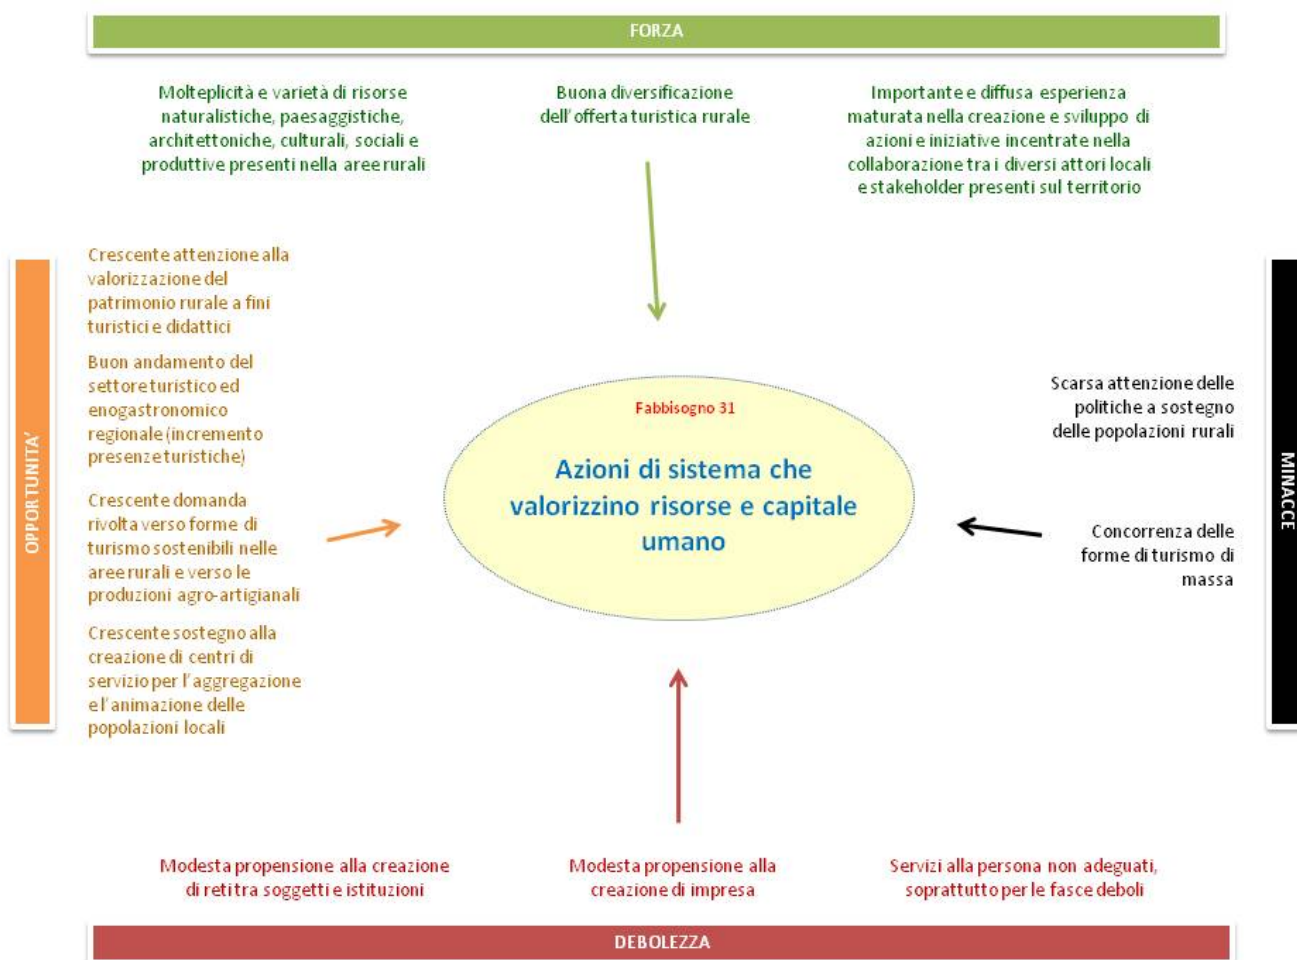 FORZA
Molteplicità e varietà di risorse
naturalistiche, paesaggistiche,
architettoniche, culturali, sociali e
produttive presenti nella aree rurali
Buona diversificazione
dell'offerta turistica rurale
Importante e diffusa esperienza
maturata nella creazione e sviluppo di
azioni e iniziative incentrate nella
collaborazione tra i diversi attori locali
e stakeholder presenti sul territorio
OPPORTUNITA'
Crescente attenzione alla
valorizzazione del
patrimonio rurale a fini
turistici e didattici
Buon andamento del
settore turistico ed
enogastronomico
regionale (incremento
presenze turistiche)
Crescente domanda
rivolta verso forme di
turismo sostenibili nelle
aree rurali e verso le
produzioni agro-artigianali
Crescente sostegno alla
creazione di centri di
servizio per l'aggregazione
e l'animazione delle
popolazioni locali
Fabbisogno 31
Azioni di sistema che
valorizzino risorse e capitale
umano
Scarsa attenzione delle
politiche a sostegno
delle popolazioni rurali
Concorrenza delle
forme di turismo di
massa
MINACCE
Modesta propensione alla creazione
di reti tra soggetti e istituzioni
Modesta propensione alla
creazione di impresa
Servizi alla persona non adeguati,
soprattutto per le fasce deboli
DEBOLEZZA